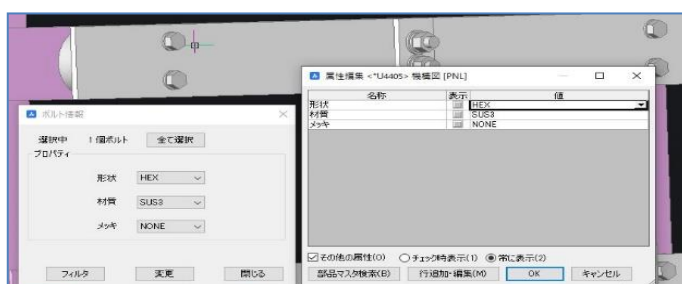 属性編集 <*U4405> 機構図 [PNL]
名称 表示 値
形状 HEX
材質 SUS3
メッキ NONE
その他の属性(O) チェック時表示(1) 常に表示(2)
部品マスタ検索(B) 行追加・編集(M) OK キャンセル
ボルト情報
選択中 1 個ボルト 全て選択
プロパティ
形状 HEX
材質 SUS3
メッキ NONE
フィルタ 変更 閉じる